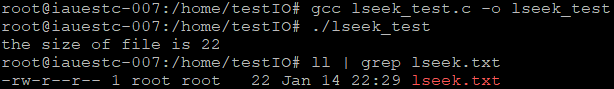 root@iauestc-007:/home/testIO# gcc lseek_test.c -o lseek_test
root@iauestc-007:/home/testIO# ./lseek_test
the size of file is 22
root@iauestc-007:/home/testIO# ll | grep lseek.txt
-rw-r--r-- 1 root root   22 Jan 14 22:29 lseek.txt